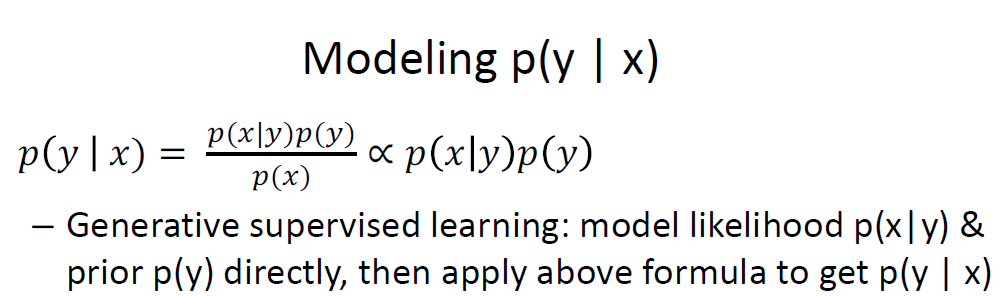 Modeling p(y | x)
p(y | x) = p(x|y)p(y) / p(x) ∝ p(x|y)p(y)
– Generative supervised learning: model likelihood p(x|y) &
prior p(y) directly, then apply above formula to get p(y | x)